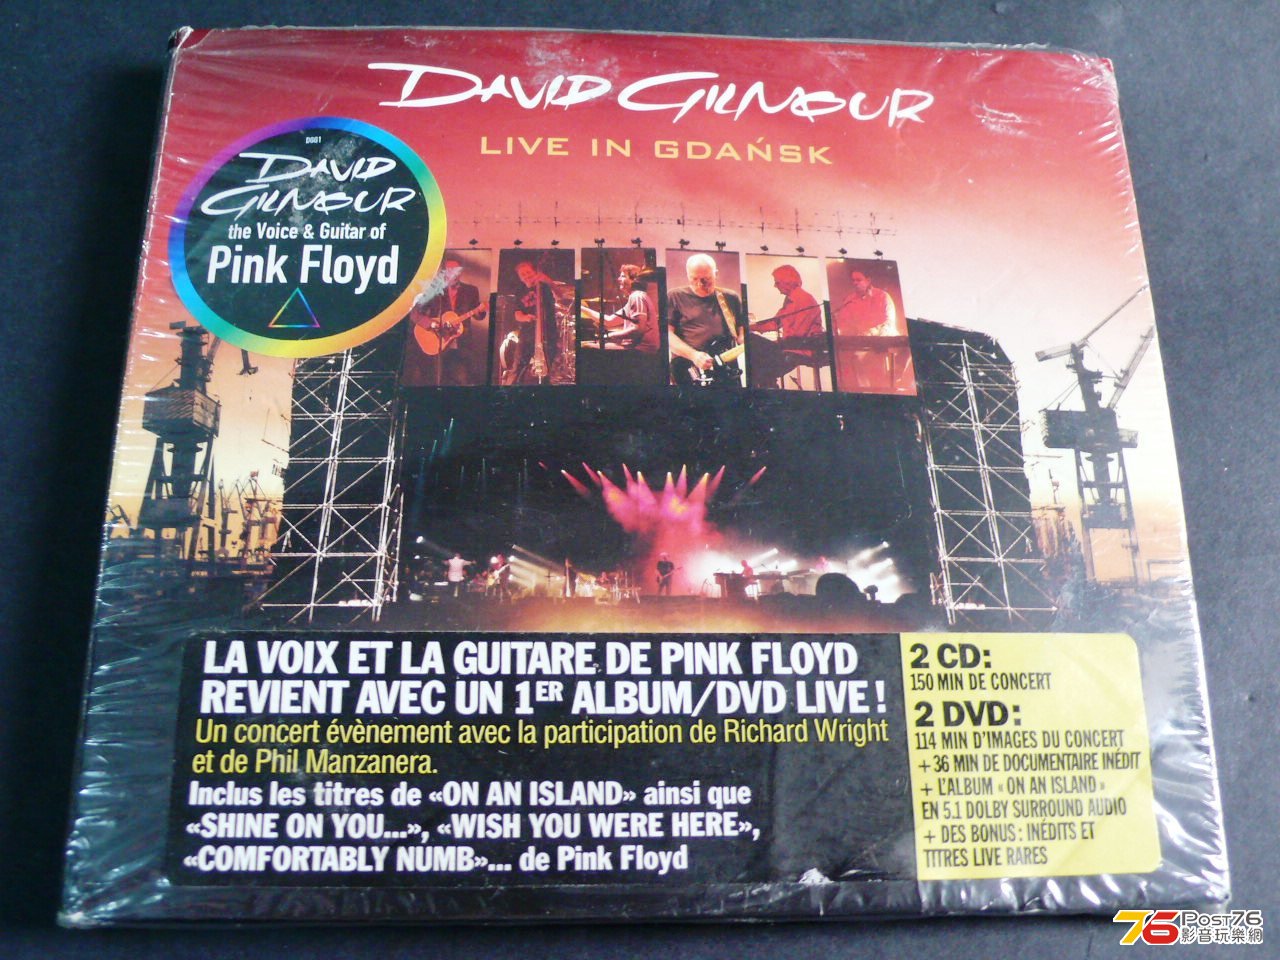 DAVID GILMOUR
LIVE IN GDAŃSK
D881
DAVID
GILMOUR
the Voice & Guitar of
Pink Floyd
LA VOIX ET LA GUITARE DE PINK FLOYD
REVIENT AVEC UN 1ER ALBUM/DVD LIVE !
Un concert évènement avec la participation de Richard Wright
et de Phil Manzanera.
Inclus les titres de «ON AN ISLAND» ainsi que
«SHINE ON YOU...», «WISH YOU WERE HERE»,
«COMFORTABLY NUMB»... de Pink Floyd
2 CD:
150 MIN DE CONCERT
2 DVD:
114 MIN D'IMAGES DU CONCERT
+ 36 MIN DE DOCUMENTAIRE INÉDIT
+ L'ALBUM « ON AN ISLAND »
EN 5.1 DOLBY SURROUND AUDIO
+ DES BONUS : INÉDITS ET
TITRES LIVE RARES
76 POST76
影音玩樂網